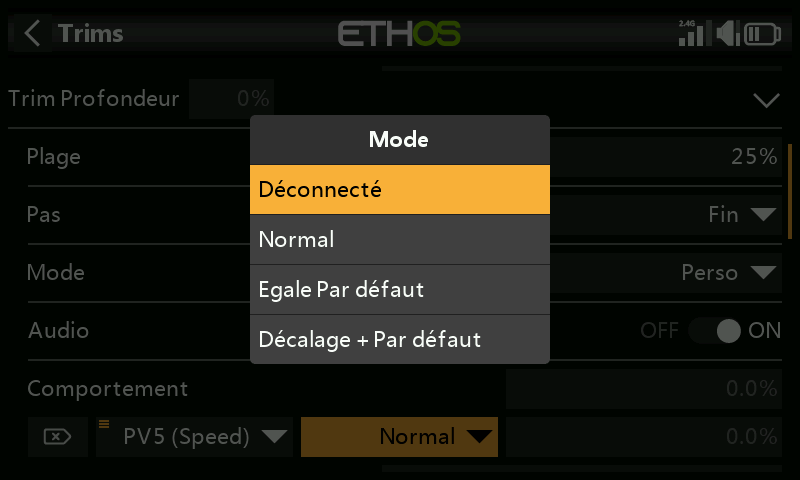 Trims ETHOS 2.4G
Trim Profondeur 0%
Mode
Plage 25%
Déconnecté
Pas Fin
Normal
Mode Perso
Egale Par défaut
Audio OFF ON
Décalage + Par défaut
Comportement 0.0%
PV5 (Speed) Normal 0.0%